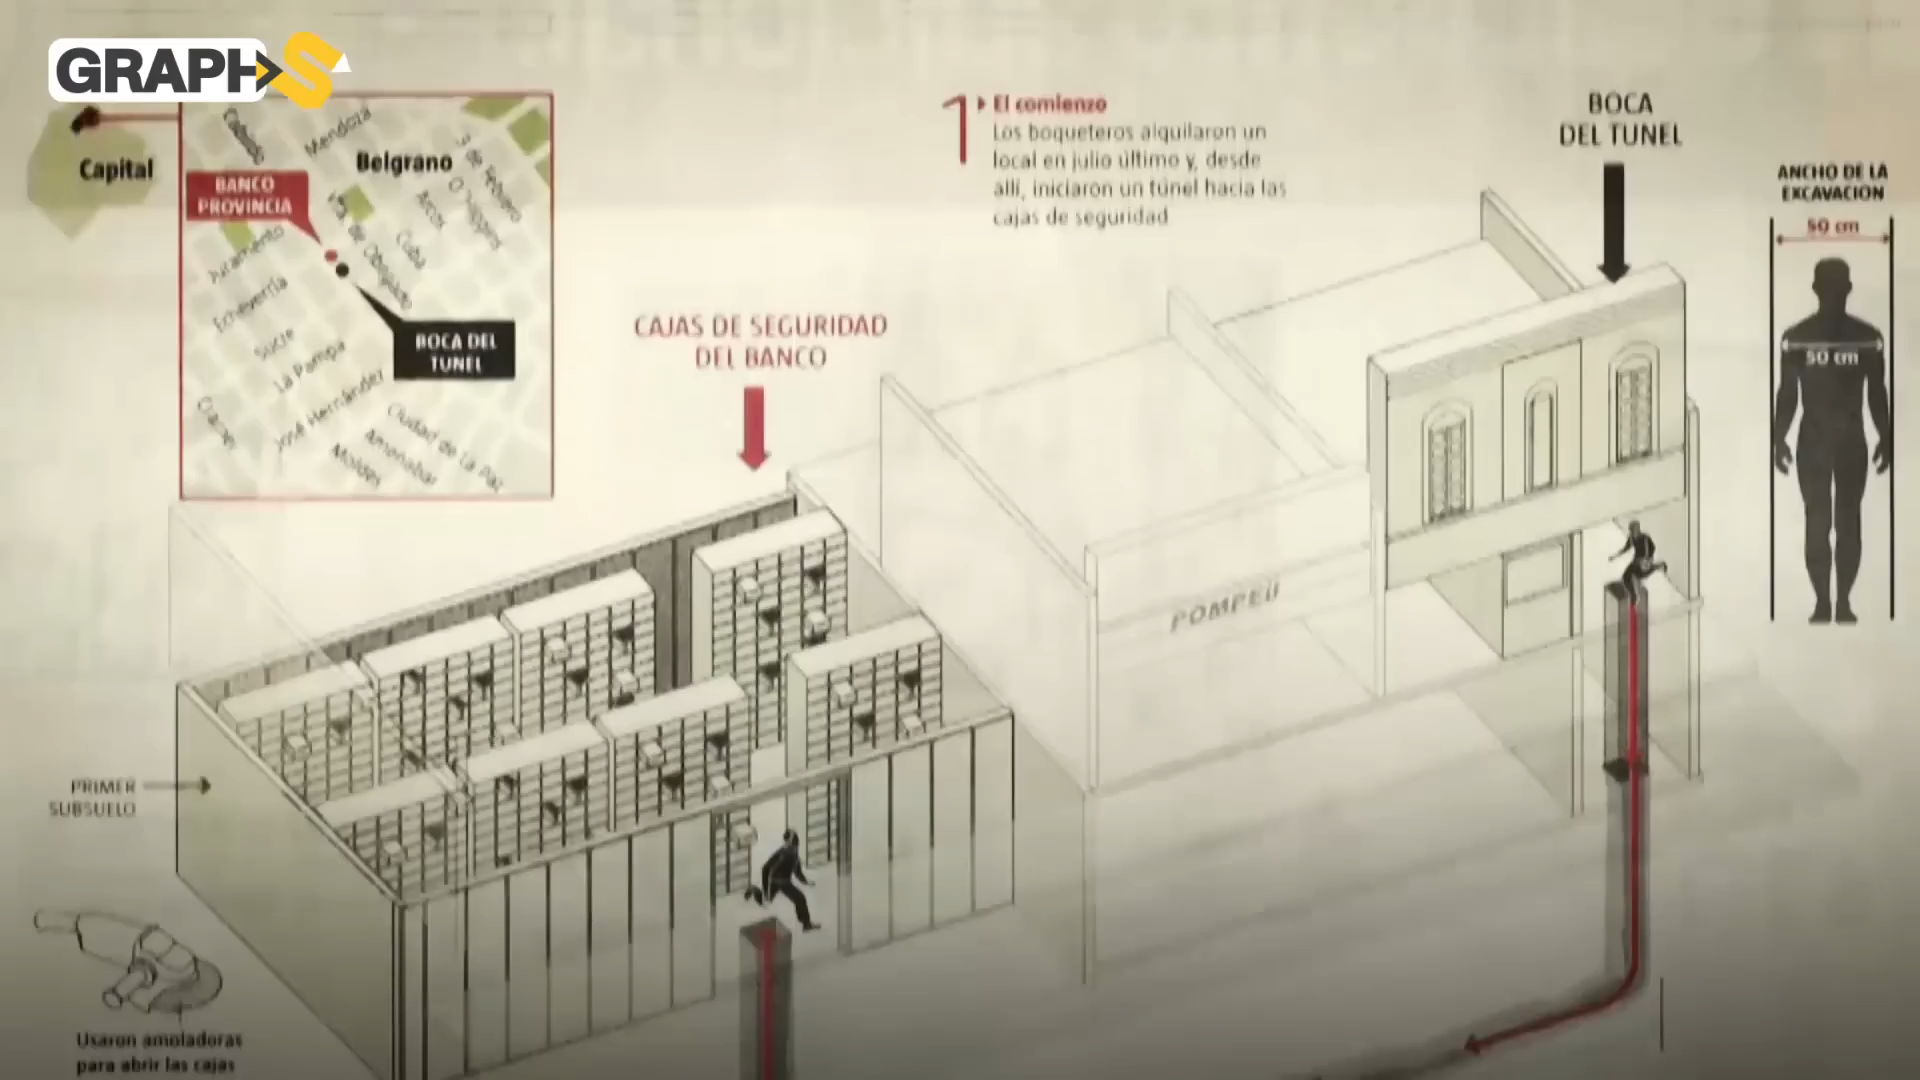 GRAPHS
Capital
BANCO
PROVINCIA
Mendoza
Belgrano
3 de Febrero
O'Higgins
Arcos
Cuba
V. de Obligado
Juramento
Echeverría
Sucre
La Pampa
José Hernández
BOCA DEL
TUNEL
Ciudad de La Paz
Amenabar
Moldes
1
El comienzo
Los boqueteros alquilaron un
local en julio último y, desde
allí, iniciaron un túnel hacia las
cajas de seguridad
BOCA
DEL TUNEL
ANCHO DE LA
EXCAVACION
50 cm
50 cm
CAJAS DE SEGURIDAD
DEL BANCO
POMPEU
PRIMER
SUBSUELO
Usaron amoladoras
para abrir las cajas